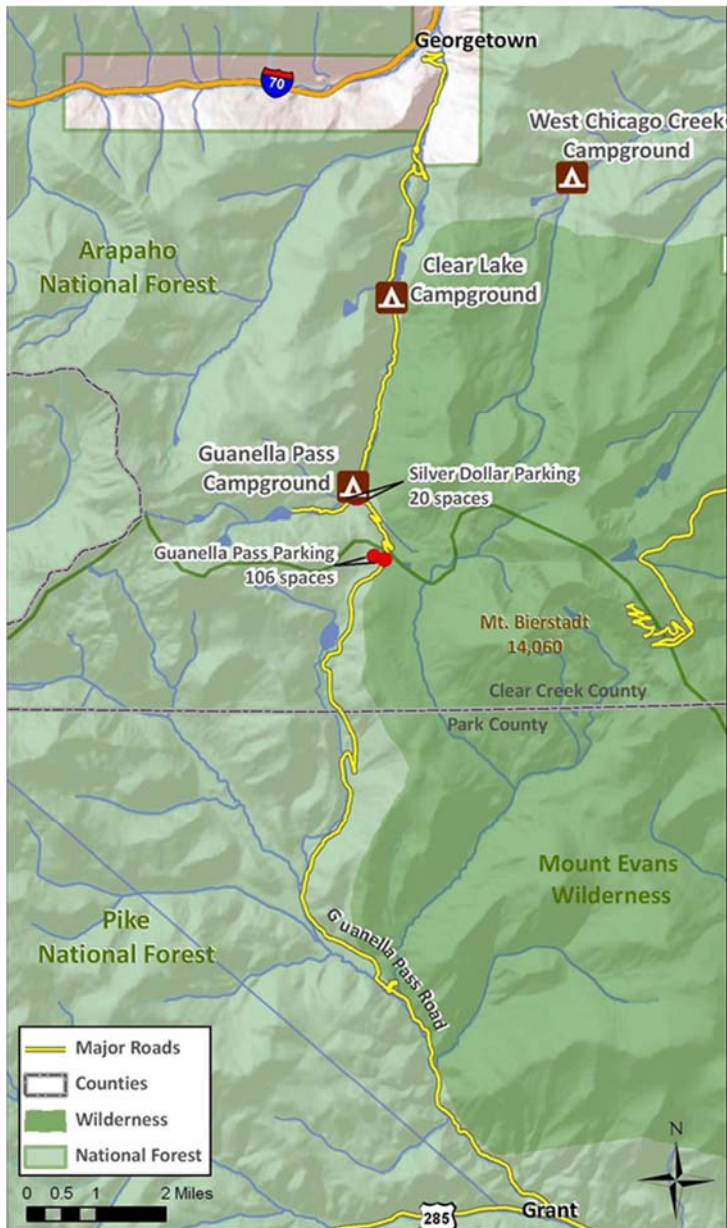 Georgetown
70
West Chicago Creek
Campground
Arapaho
National Forest
Clear Lake
Campground
Guanella Pass
Campground
Silver Dollar Parking
20 spaces
Guanella Pass Parking
106 spaces
Mt. Bierstadt
14,060
Clear Creek County
Park County
Mount Evans
Wilderness
Pike
National Forest
Guanella Pass Road
Major Roads
Counties
Wilderness
National Forest
0 0.5 1 2 Miles
N
285
Grant